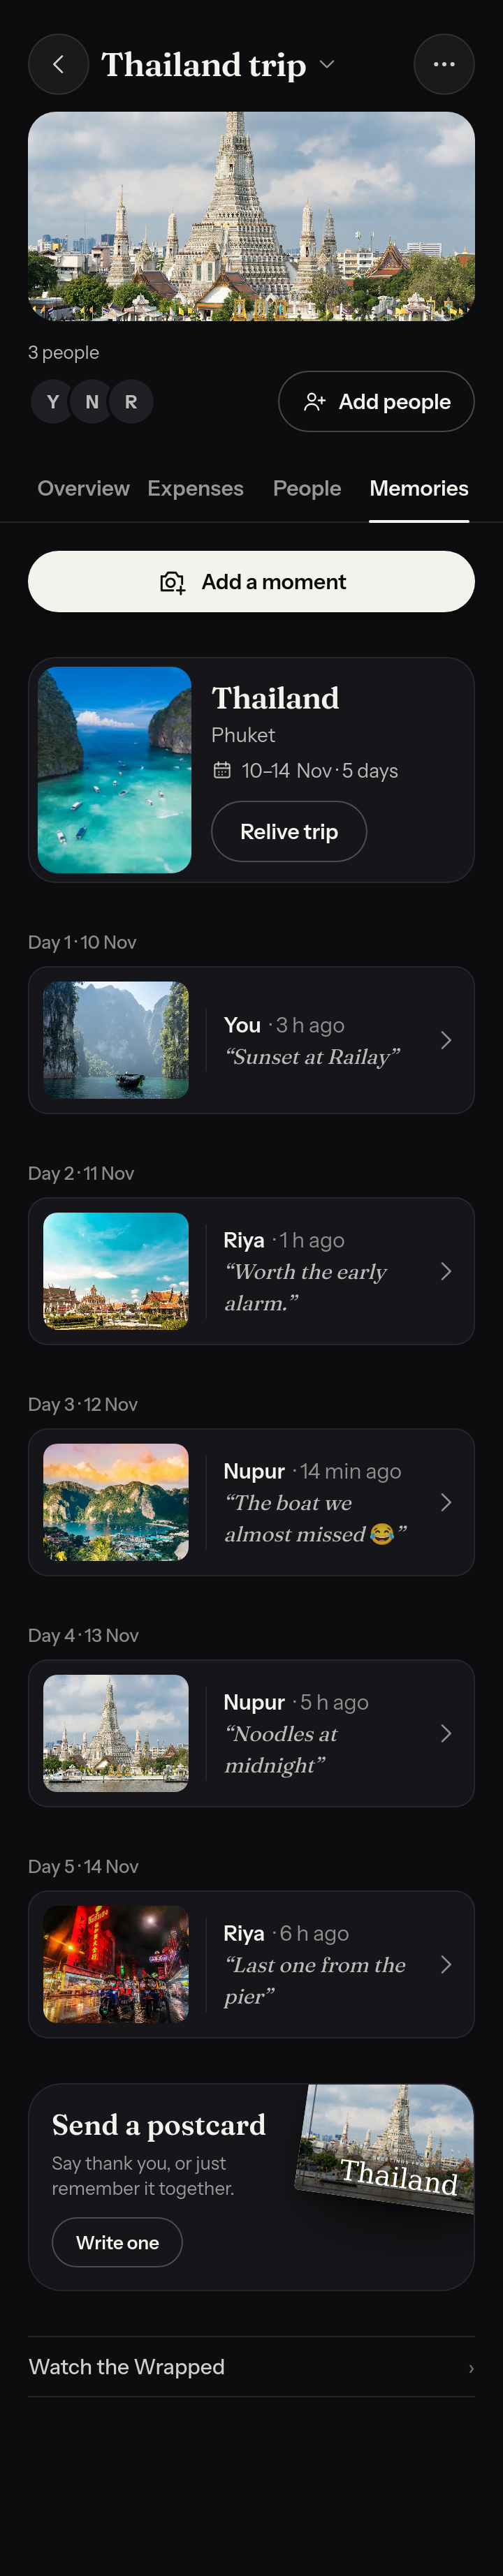 Thailand trip
3 people
Y N R
Add people
Overview Expenses People Memories
Add a moment
Thailand
Phuket
10–14 Nov · 5 days
Relive trip
Day 1 · 10 Nov
You · 3 h ago
“Sunset at Railay”
Day 2 · 11 Nov
Riya · 1 h ago
“Worth the early
alarm.”
Day 3 · 12 Nov
Nupur · 14 min ago
“The boat we
almost missed 😂”
Day 4 · 13 Nov
Nupur · 5 h ago
“Noodles at
midnight”
Day 5 · 14 Nov
Riya · 6 h ago
“Last one from the
pier”
Send a postcard
Say thank you, or just
remember it together.
Thailand
Write one
Watch the Wrapped ›